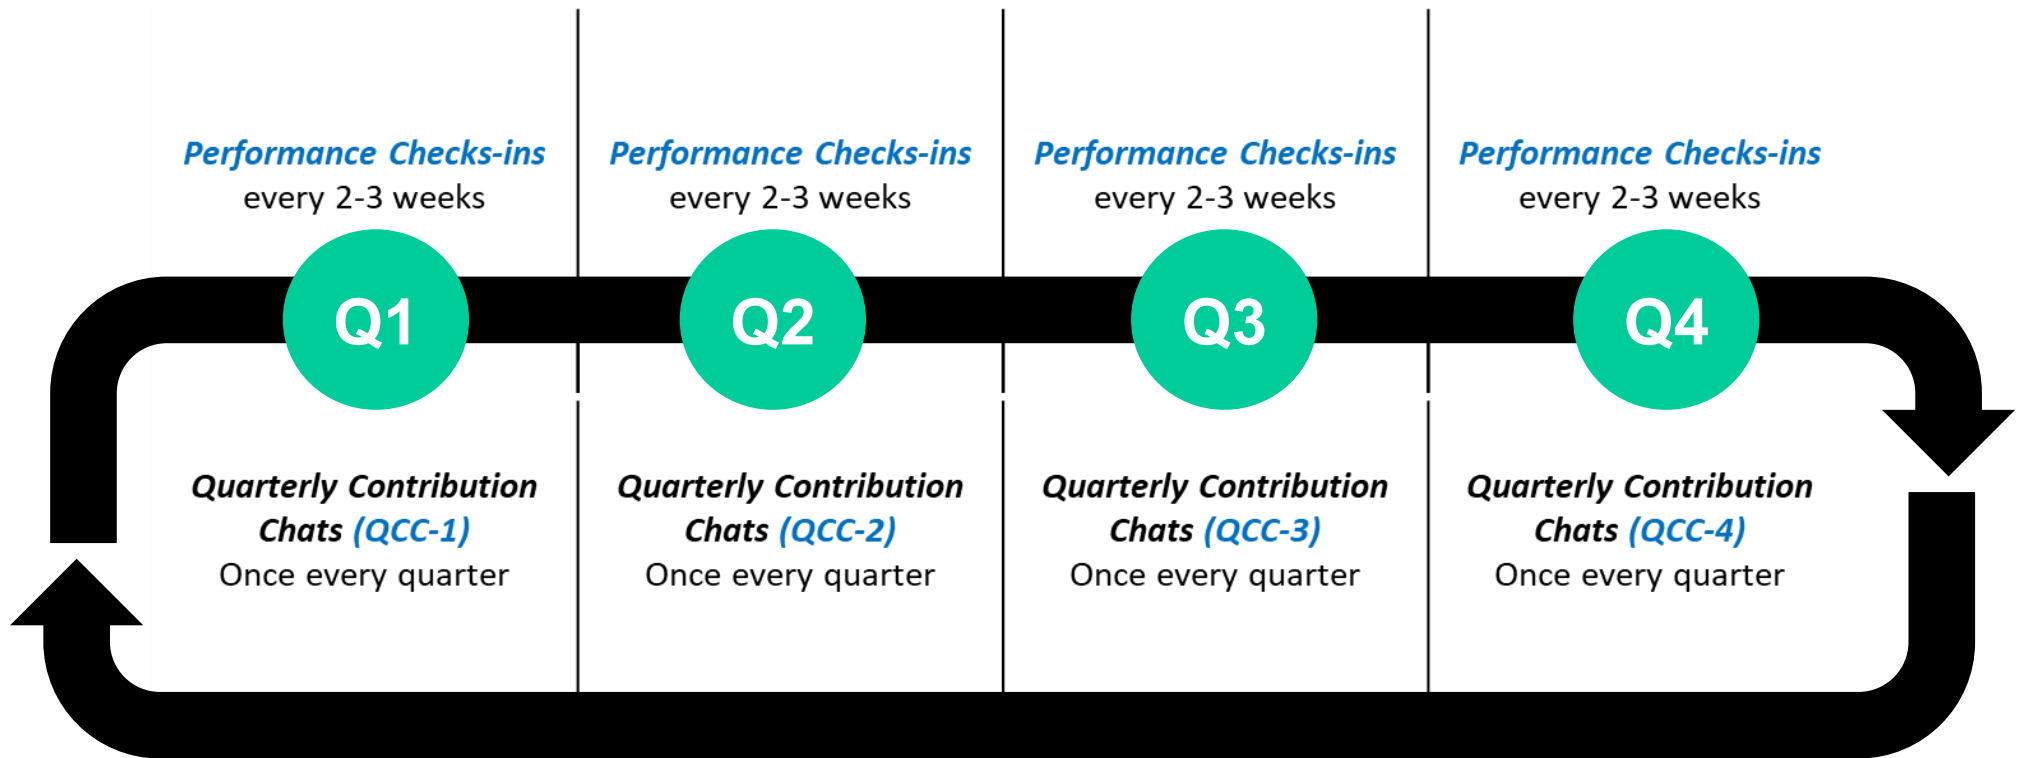 Performance Checks-ins
every 2-3 weeks
Q1
Quarterly Contribution
Chats (QCC-1)
Once every quarter
Performance Checks-ins
every 2-3 weeks
Q2
Quarterly Contribution
Chats (QCC-2)
Once every quarter
Performance Checks-ins
every 2-3 weeks
Q3
Quarterly Contribution
Chats (QCC-3)
Once every quarter
Performance Checks-ins
every 2-3 weeks
Q4
Quarterly Contribution
Chats (QCC-4)
Once every quarter